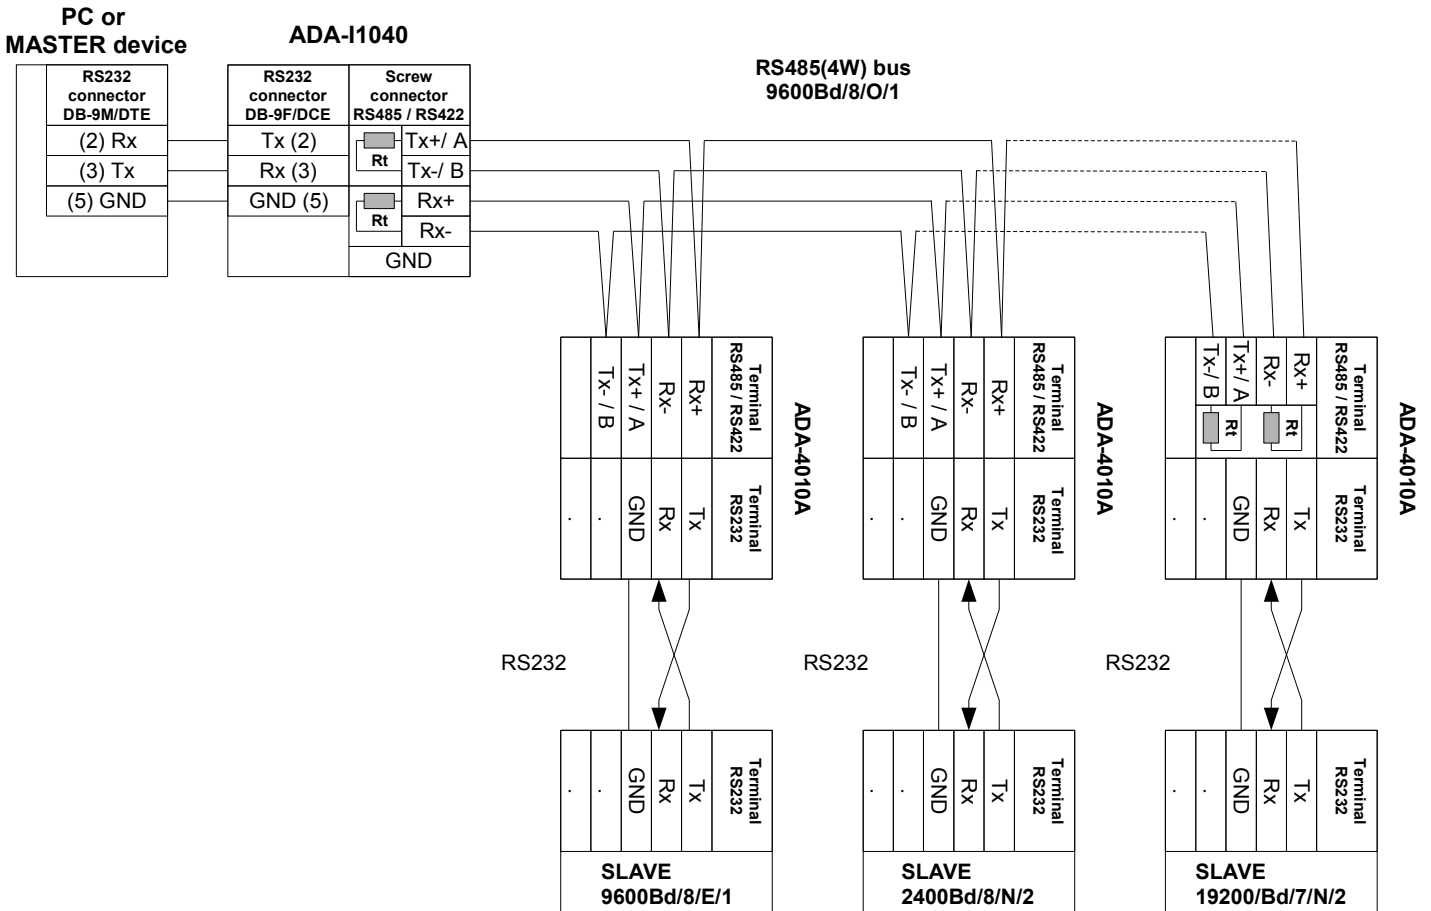 PC or
MASTER device
ADA-I1040
RS485(4W) bus
9600Bd/8/O/1
RS232
connector
DB-9M/DTE
(2) Rx
(3) Tx
(5) GND
RS232
connector
DB-9F/DCE
Tx (2)
Rx (3)
GND (5)
Screw
connector
RS485 / RS422
Rt
Tx+/ A
Tx-/ B
Rt
Rx+
Rx-
GND
Terminal
RS485 / RS422
Rx+
Rx-
Tx+ / A
Tx- / B
Terminal
RS232
Tx
Rx
GND
.
.
ADA-4010A
RS232
Terminal
RS232
Tx
Rx
GND
.
.
SLAVE
9600Bd/8/E/1
Terminal
RS485 / RS422
Rx+
Rx-
Tx+ / A
Tx- / B
Terminal
RS232
Tx
Rx
GND
.
.
ADA-4010A
RS232
Terminal
RS232
Tx
Rx
GND
.
.
SLAVE
2400Bd/8/N/2
Terminal
RS485 / RS422
Rx+
Rx-
Tx+/ A
Tx-/ B
Rt
Rt
Terminal
RS232
Tx
Rx
GND
.
.
ADA-4010A
RS232
Terminal
RS232
Tx
Rx
GND
.
.
SLAVE
19200/Bd/7/N/2